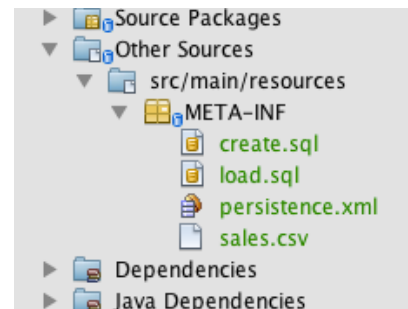 Source Packages
Other Sources
src/main/resources
META-INF
create.sql
load.sql
persistence.xml
sales.csv
Dependencies
Java Dependencies